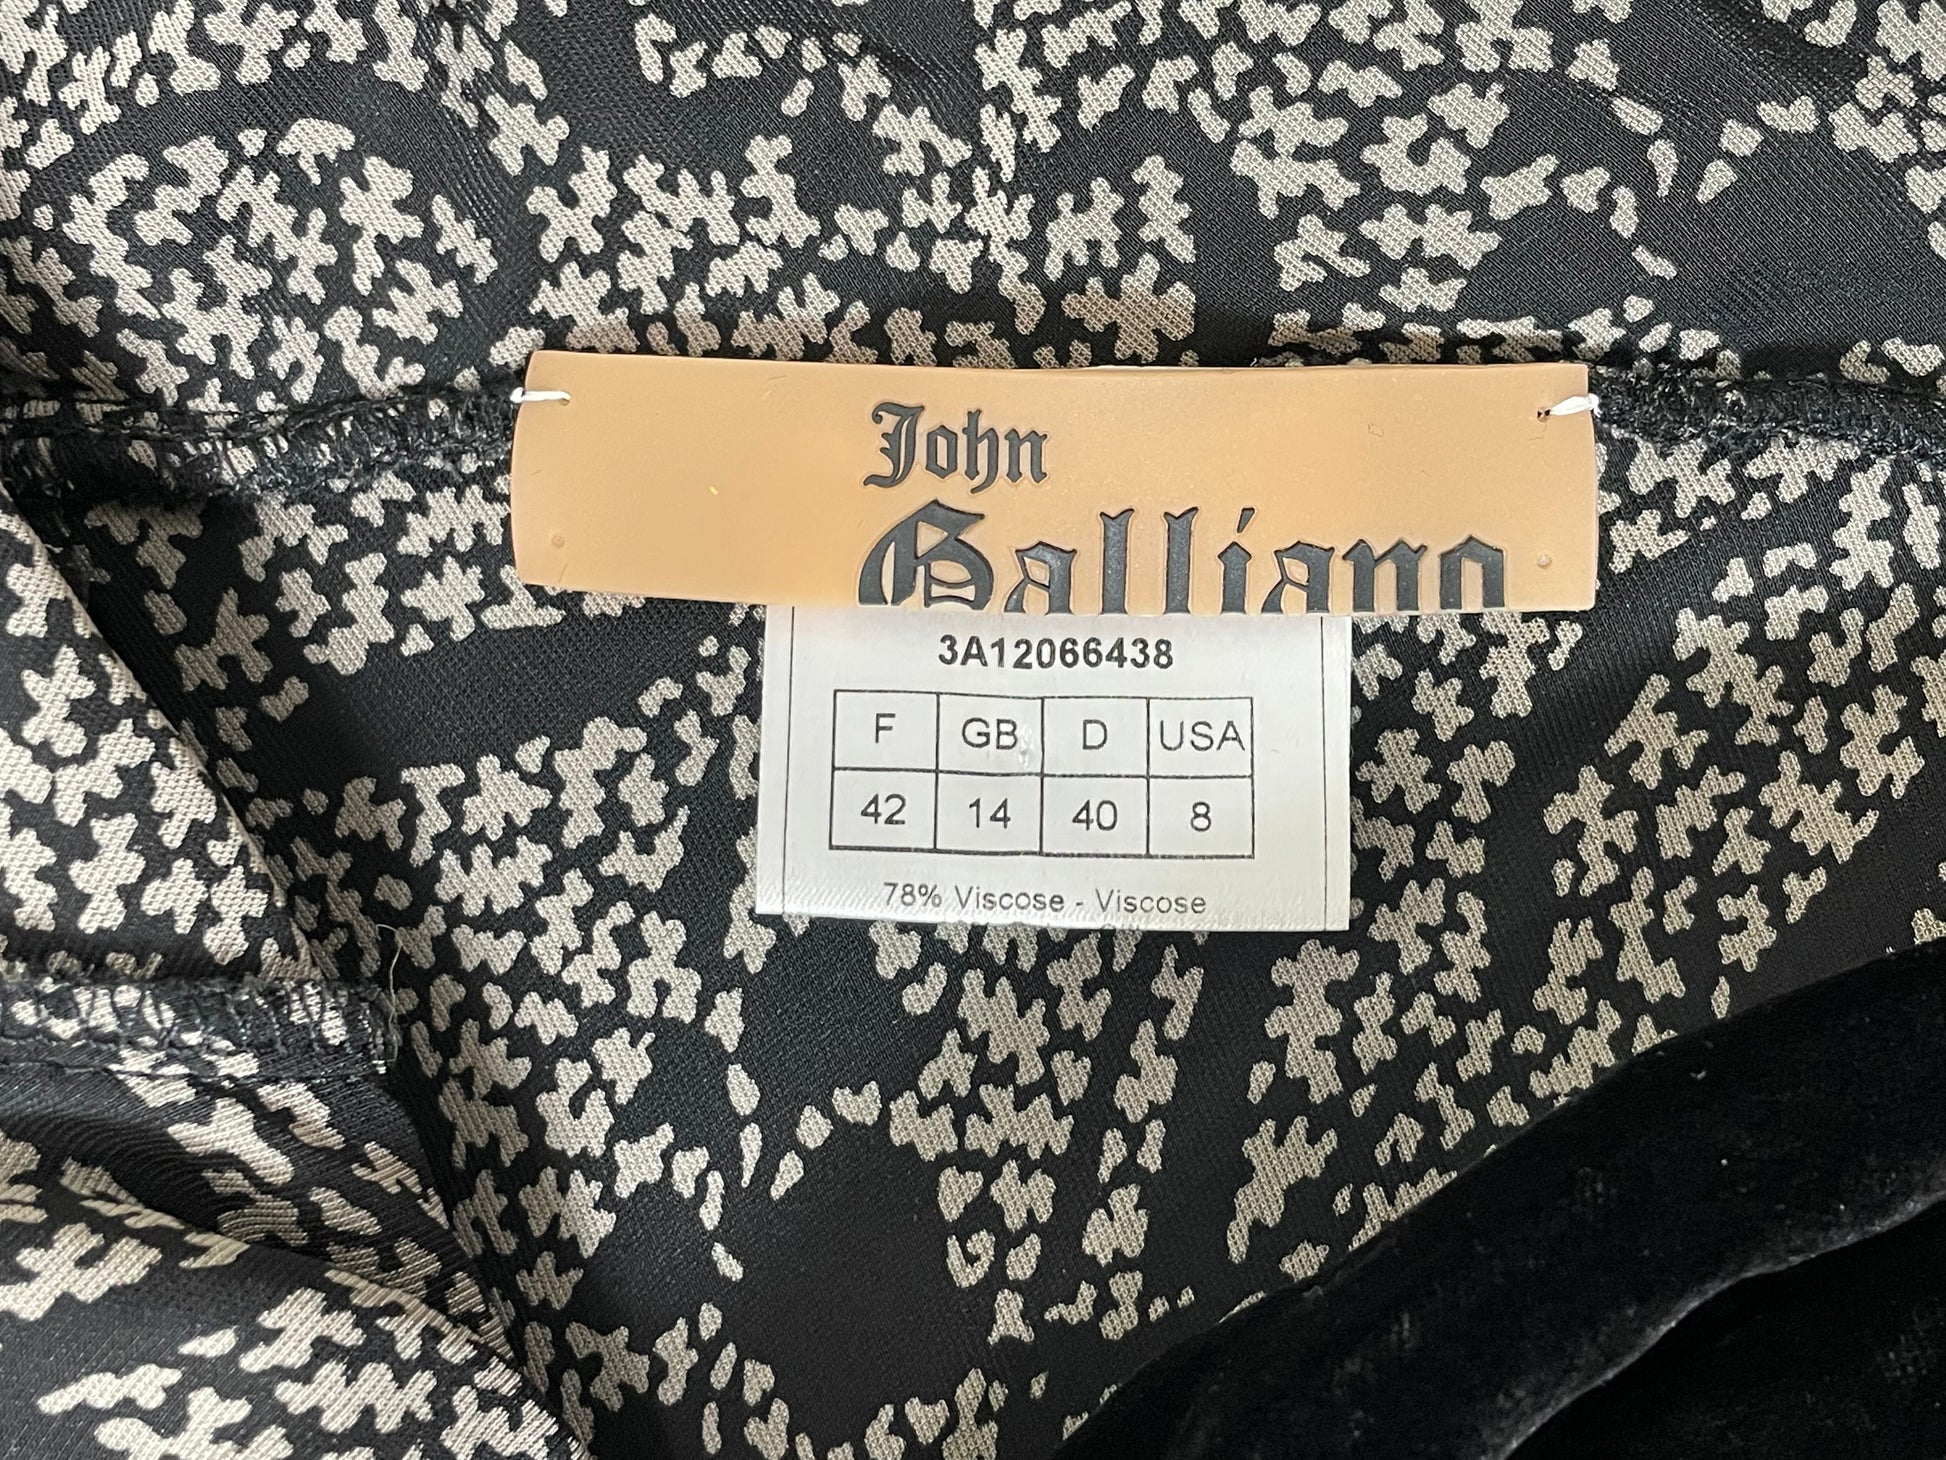 John
Galliano
3A12066438
F GB D USA
42 14 40 8
78% Viscose - Viscose